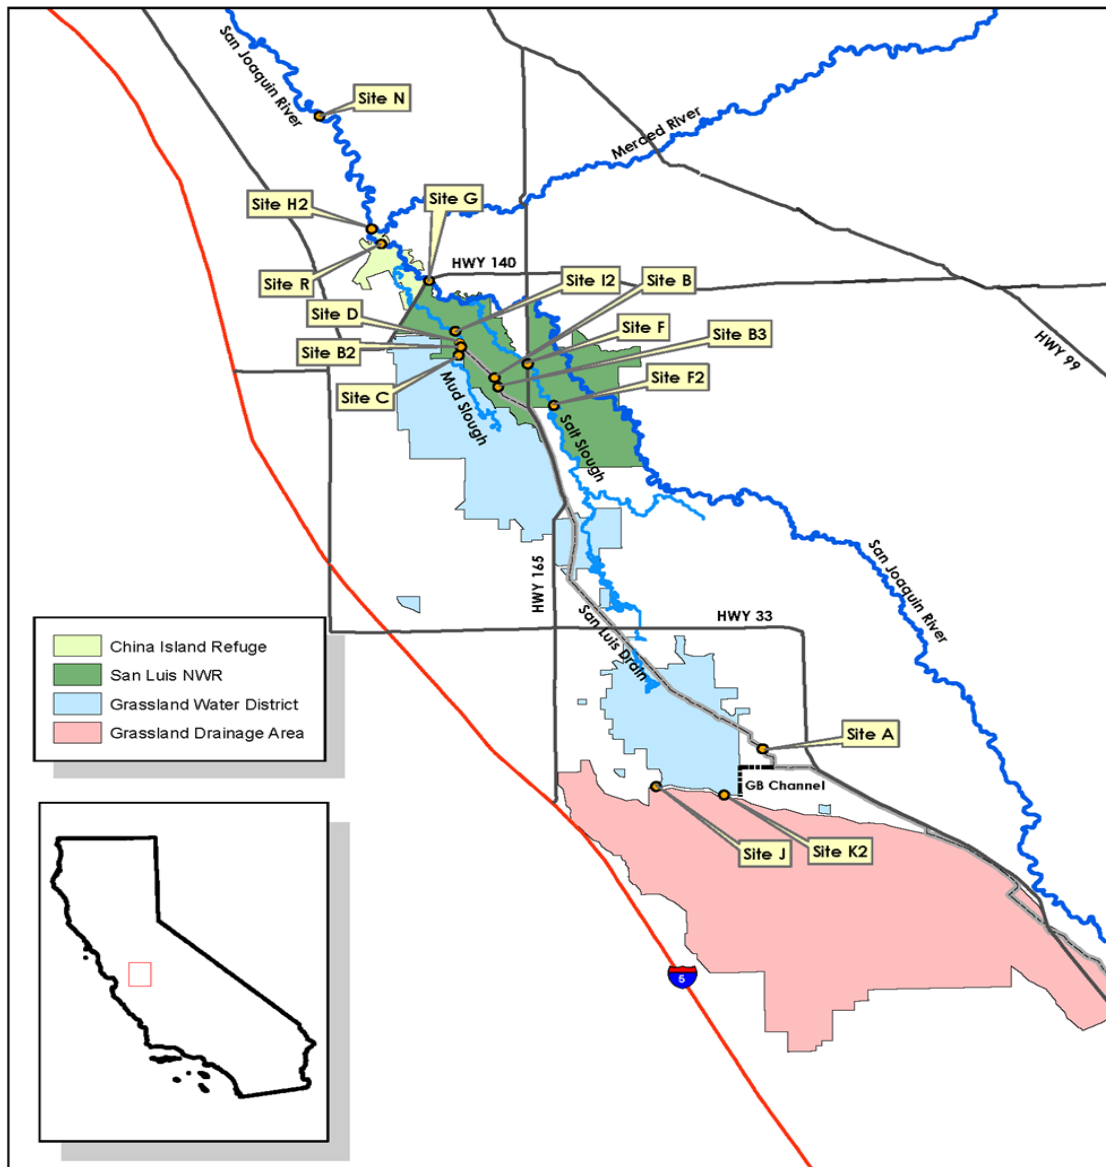 San Joaquin River
Site N
Merced River
Site H2
Site G
Site R
HWY 140
Site I2
Site B
Site D
Site F
Site B3
Site B2
Site C
Site F2
HWY 99
Mud Slough
Salt Slough
San Joaquin River
HWY 165
San Luis Drain
HWY 33
China Island Refuge
San Luis NWR
Grassland Water District
Grassland Drainage Area
Site A
GB Channel
Site J
Site K2
5